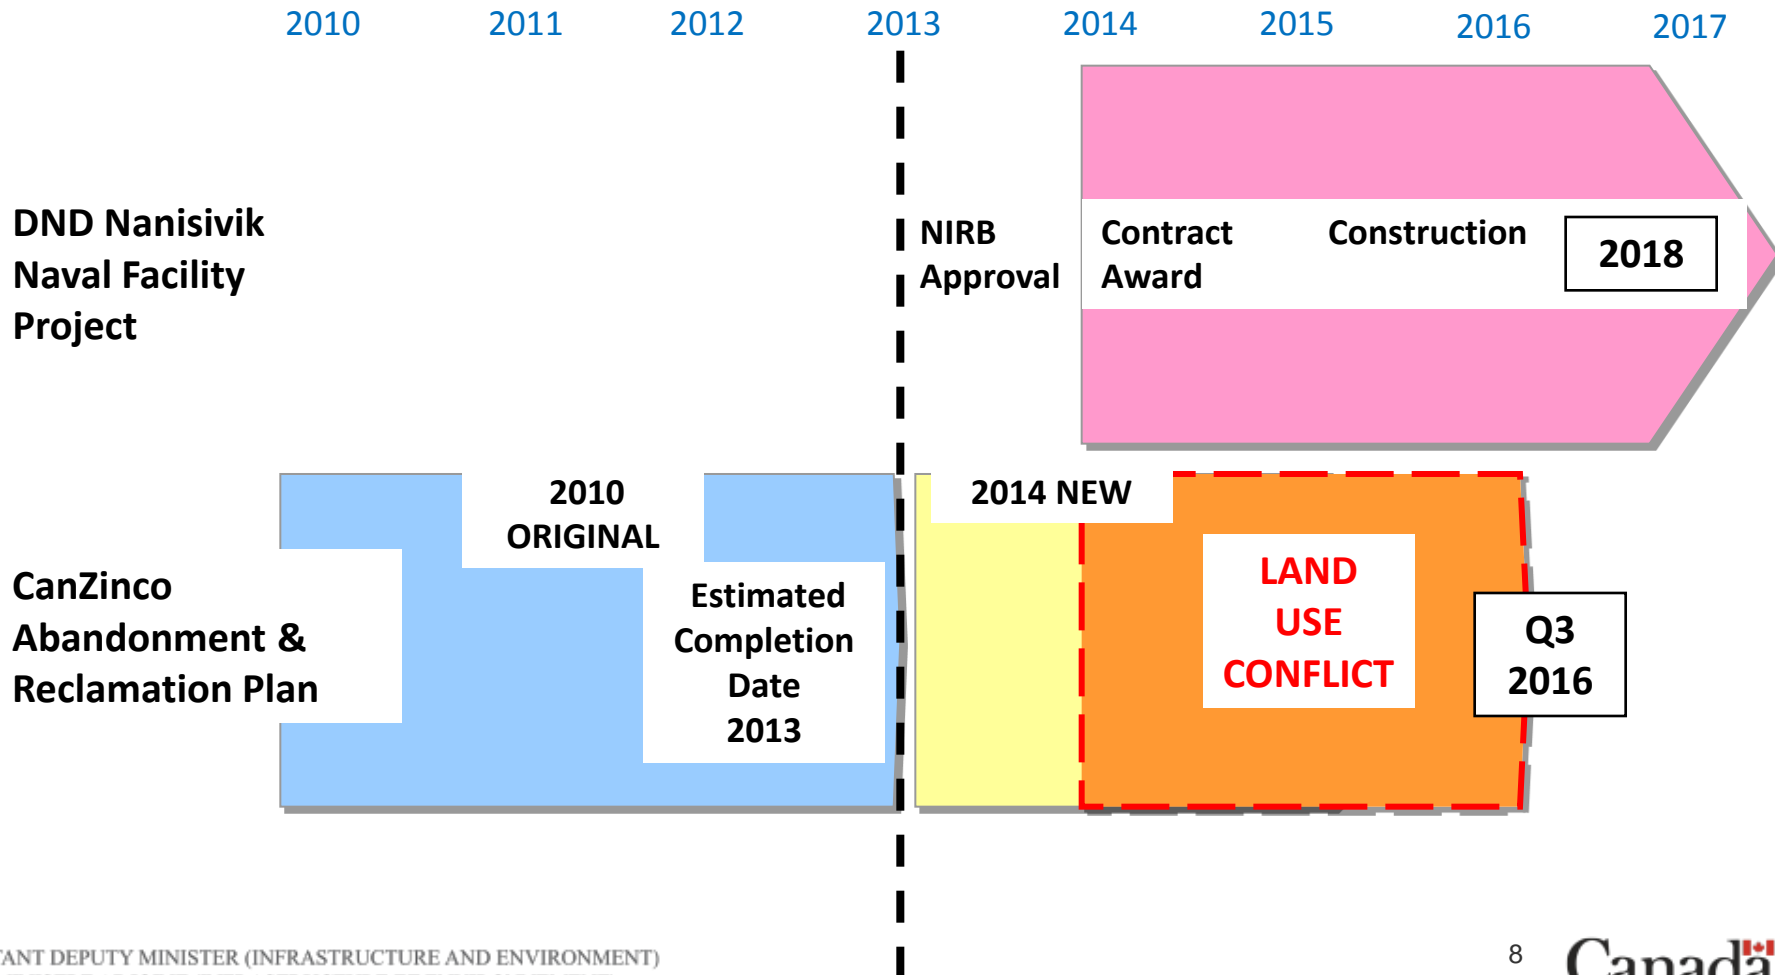 2010 2011 2012 2013 2014 2015 2016 2017
DND Nanisivik
Naval Facility
Project
NIRB
Approval
Contract
Award
Construction
2018
CanZinco
Abandonment &
Reclamation Plan
2010
ORIGINAL
Estimated
Completion
Date
2013
2014 NEW
LAND
USE
CONFLICT
Q3
2016
TANT DEPUTY MINISTER (INFRASTRUCTURE AND ENVIRONMENT)
8
Canada